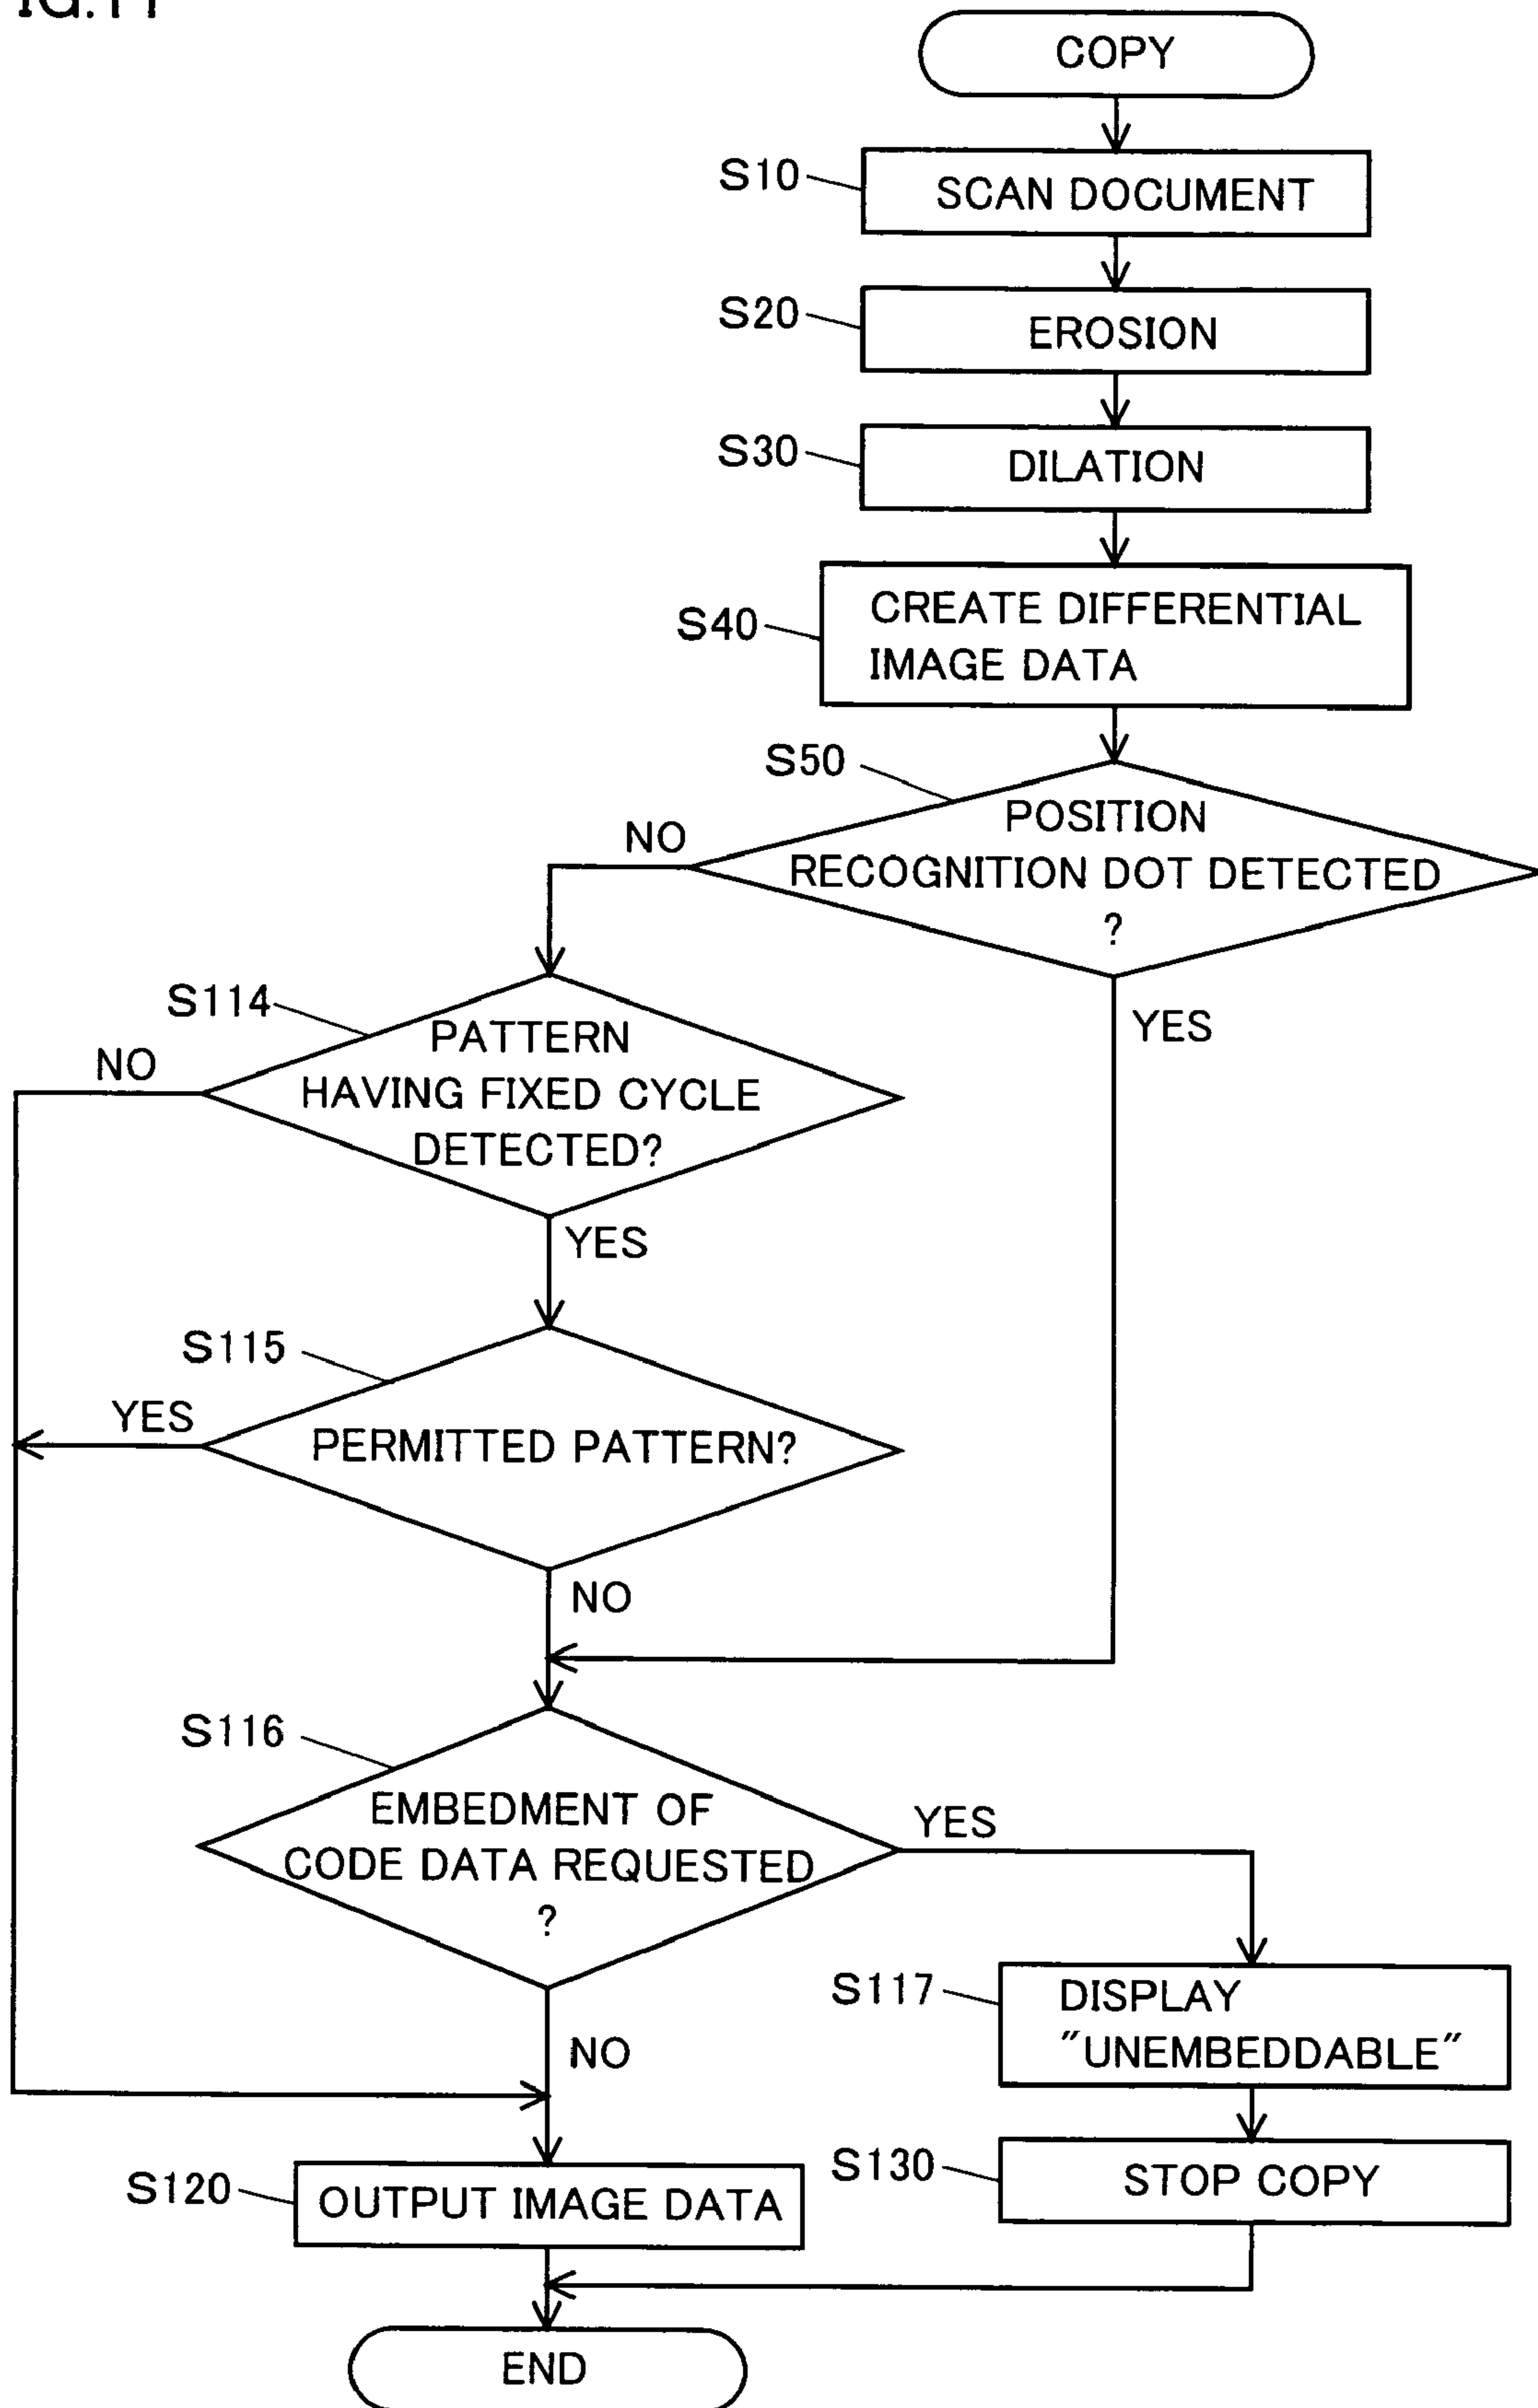 COPY
S10
SCAN DOCUMENT
S20
EROSION
S30
DILATION
S40
CREATE DIFFERENTIAL
IMAGE DATA
S50
POSITION
RECOGNITION DOT DETECTED
?
NO
YES
S114
PATTERN
HAVING FIXED CYCLE
DETECTED?
NO
YES
S115
PERMITTED PATTERN?
YES
NO
S116
EMBEDMENT OF
CODE DATA REQUESTED
?
YES
NO
S117
DISPLAY
"UNEMBEDDABLE"
S130
STOP COPY
S120
OUTPUT IMAGE DATA
END